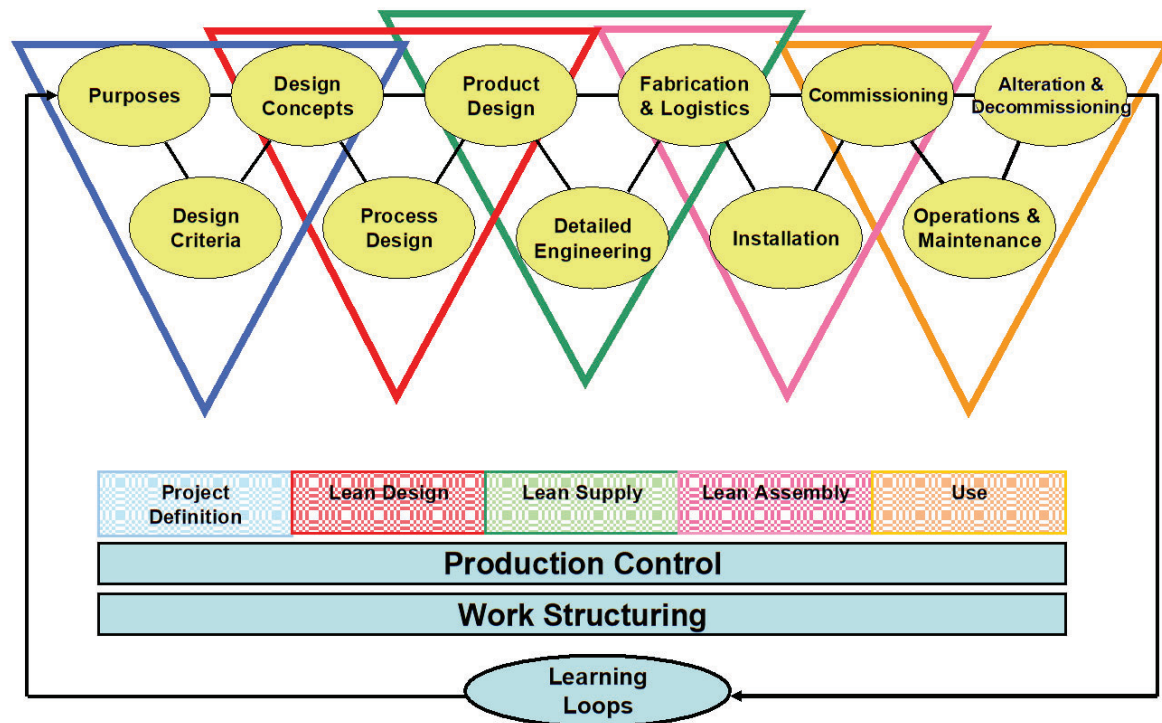 Purposes
Design
Concepts
Product
Design
Fabrication
& Logistics
Commissioning
Alteration &
Decommissioning
Design
Criteria
Process
Design
Detailed
Engineering
Installation
Operations &
Maintenance
Project
Definition
Lean Design
Lean Supply
Lean Assembly
Use
Production Control
Work Structuring
Learning
Loops